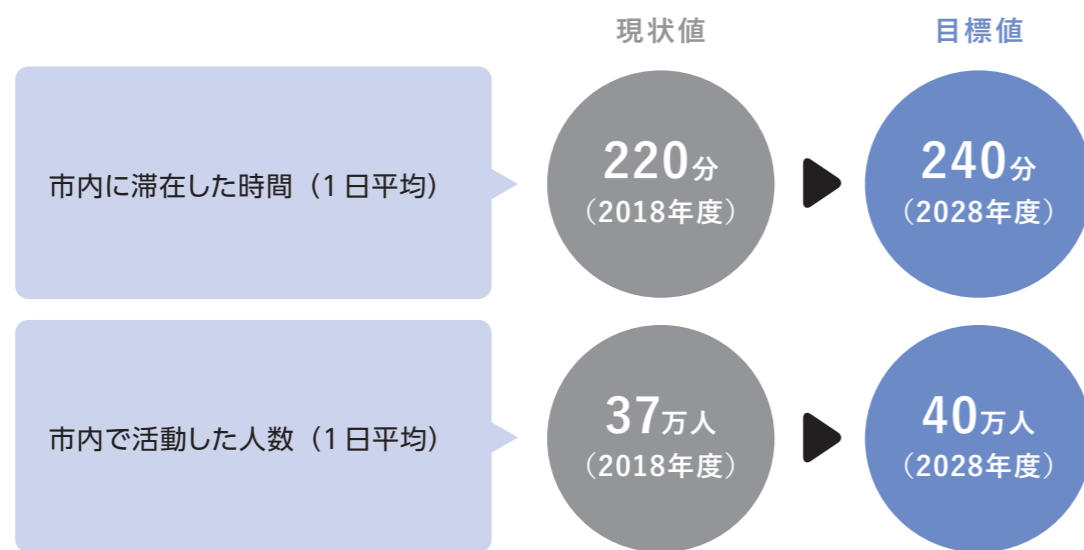 現状値
目標値
市内に滞在した時間（1日平均）
220分
（2018年度）
240分
（2028年度）
市内で活動した人数（1日平均）
37万人
（2018年度）
40万人
（2028年度）